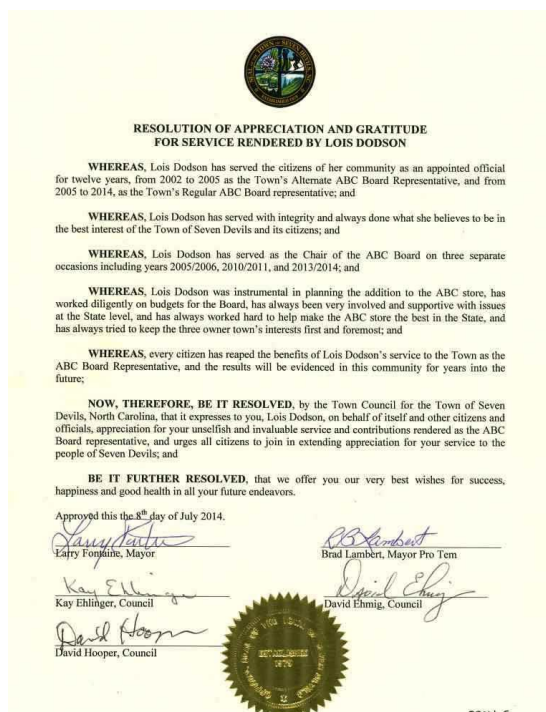 RESOLUTION OF APPRECIATION AND GRATITUDE
FOR SERVICE RENDERED BY LOIS DODSON
WHEREAS, Lois Dodson has served the citizens of her community as an appointed official
for twelve years, from 2002 to 2005 as the Town's Alternate ABC Board Representative, and from
2005 to 2014, as the Town's Regular ABC Board representative; and
WHEREAS, Lois Dodson has served with integrity and always done what she believes to be in
the best interest of the Town of Seven Devils and its citizens; and
WHEREAS, Lois Dodson has served as the Chair of the ABC Board on three separate
occasions including years 2005/2006, 2010/2011, and 2013/2014; and
WHEREAS, Lois Dodson was instrumental in planning the addition to the ABC store, has
worked diligently on budgets for the Board, has always been very involved and supportive with issues
at the State level, and has always worked hard to help make the ABC store the best in the State, and
has always tried to keep the three owner town's interests first and foremost; and
WHEREAS, every citizen has reaped the benefits of Lois Dodson's service to the Town as the
ABC Board Representative, and the results will be evidenced in this community for years into the
future;
NOW, THEREFORE, BE IT RESOLVED, by the Town Council for the Town of Seven
Devils, North Carolina, that it expresses to you, Lois Dodson, on behalf of itself and other citizens and
officials, appreciation for your unselfish and invaluable service and contributions rendered as the ABC
Board representative, and urges all citizens to join in extending appreciation for your service to the
people of Seven Devils; and
BE IT FURTHER RESOLVED, that we offer you our very best wishes for success,
happiness and good health in all your future endeavors.
Approved this the 8th day of July 2014.
Larry Fontaine, Mayor
RB Lambert
Brad Lambert, Mayor Pro Tem
Kay Ehlinger
Kay Ehlinger, Council
David Ehmig
David Ehmig, Council
David Hooper
David Hooper, Council
ESTABLISHED
1979